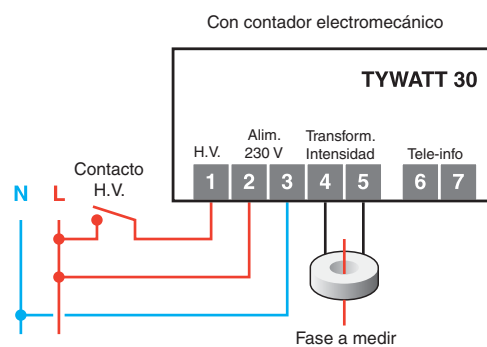 Con contador electromecánico
TYWATT 30
H.V.
Alim.
230 V
Transform.
Intensidad
Tele-info
1 2 3 4 5 6 7
Contacto
H.V.
N L
Fase a medir